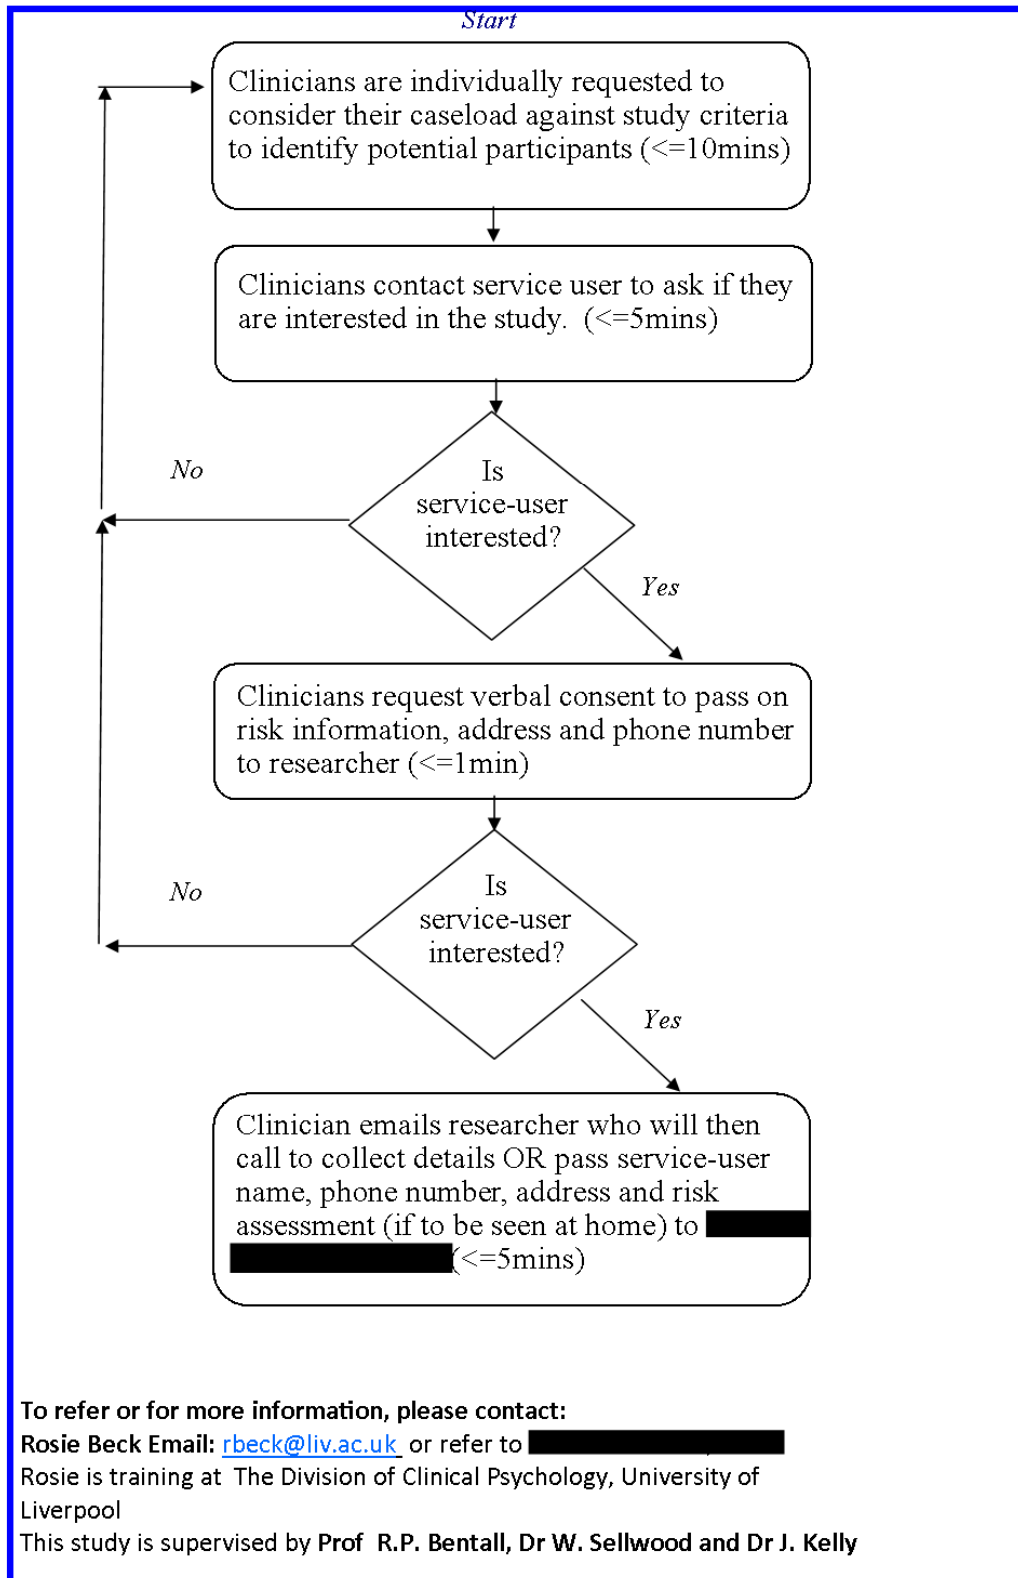 Start
Clinicians are individually requested to
consider their caseload against study criteria
to identify potential participants (<=10mins)
Clinicians contact service user to ask if they
are interested in the study.  (<=5mins)
Is
service-user
interested?
No
Yes
Clinicians request verbal consent to pass on
risk information, address and phone number
to researcher (<=1min)
Is
service-user
interested?
No
Yes
Clinician emails researcher who will then
call to collect details OR pass service-user
name, phone number, address and risk
assessment (if to be seen at home) to
(<=5mins)
To refer or for more information, please contact:
Rosie Beck Email: rbeck@liv.ac.uk  or refer to
Rosie is training at  The Division of Clinical Psychology, University of
Liverpool
This study is supervised by Prof  R.P. Bentall, Dr W. Sellwood and Dr J. Kelly